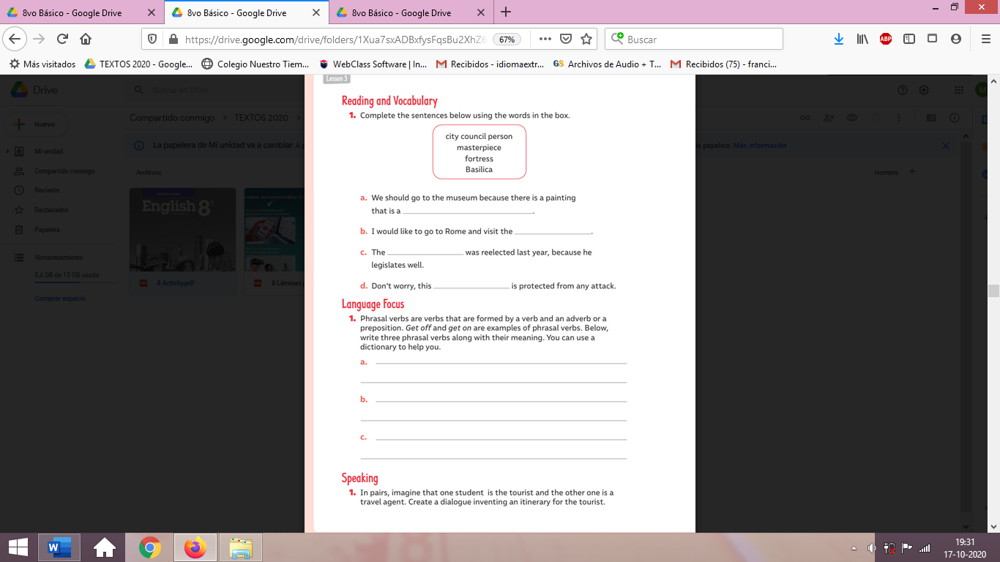 8vo Básico - Google Drive
8vo Básico - Google Drive
8vo Básico - Google Drive
https://drive.google.com/drive/folders/1Xua7sxADBxfysFqsBu2XhZ6
67%
Buscar
ABP
Más visitados
TEXTOS 2020 - Google...
Colegio Nuestro Tiem...
WebClass Software | In...
Recibidos - idiomaextr...
Archivos de Audio + T...
Recibidos (75) - franci...
Drive
Buscar en Drive
Nuevo
Mi unidad
Compartido conmigo
Reciente
Destacados
Papelera
Almacenamiento
8,4 GB de 15 GB usado
Comprar espacio
Compartido conmigo
TEXTOS 2020
La papelera de Mi unidad va a cambiar
la papelera. Más información
Archivos
Nombre
English 8°
8 Activity.pdf
8 Láminas.p
Lesson 3
Reading and Vocabulary
1. Complete the sentences below using the words in the box.
city council person
masterpiece
fortress
Basilica
a. We should go to the museum because there is a painting
that is a ______.
b. I would like to go to Rome and visit the ______.
c. The ______ was reelected last year, because he
legislates well.
d. Don't worry, this ______ is protected from any attack.
Language Focus
1. Phrasal verbs are verbs that are formed by a verb and an adverb or a
preposition. Get off and get on are examples of phrasal verbs. Below,
write three phrasal verbs along with their meaning. You can use a
dictionary to help you.
a.
b.
c.
Speaking
1. In pairs, imagine that one student is the tourist and the other one is a
travel agent. Create a dialogue inventing an itinerary for the tourist.
19:31
17-10-2020